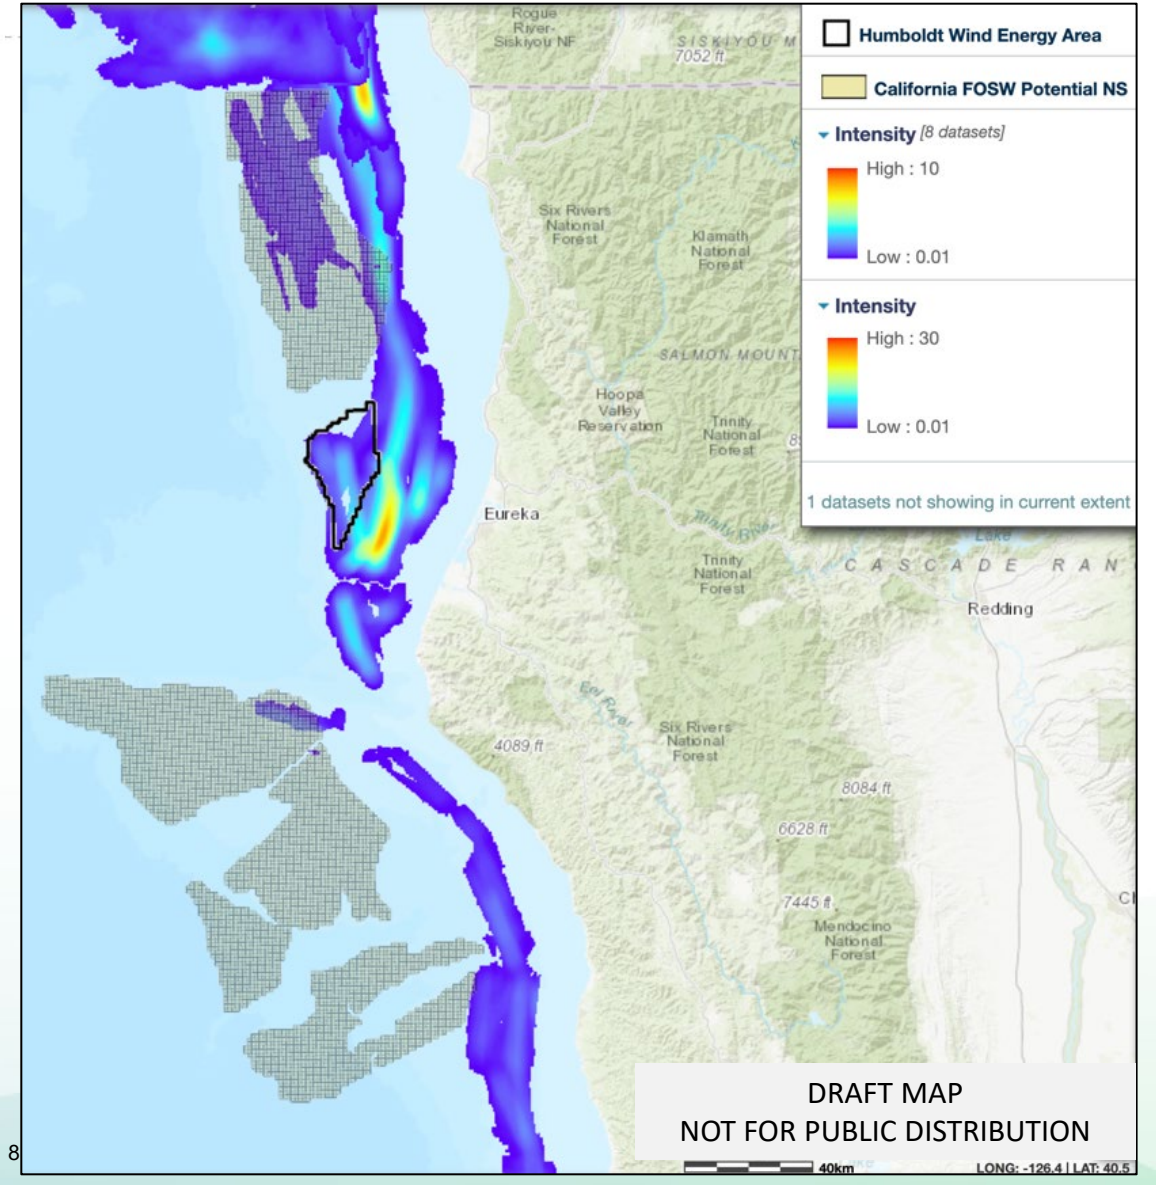 Rogue
River-
Siskiyou NF
SISKIYOU M
7052 ft
Humboldt Wind Energy Area
California FOSW Potential NS
Intensity [8 datasets]
High : 10
Low : 0.01
Intensity
High : 30
Low : 0.01
1 datasets not showing in current extent
Six Rivers
National
Forest
Klamath
National
Forest
SALMON MOUNT
Hoopa
Valley
Reservation
Trinity
National
Forest
Eureka
Trinity River
Trinity
National
Forest
Lake
CASCADE RAN
Redding
Eel River
Six Rivers
National
Forest
4089 ft
8084 ft
6628 ft
7445 ft
Mendocino
National
Forest
DRAFT MAP
NOT FOR PUBLIC DISTRIBUTION
8
40km
LONG: -126.4 | LAT: 40.5